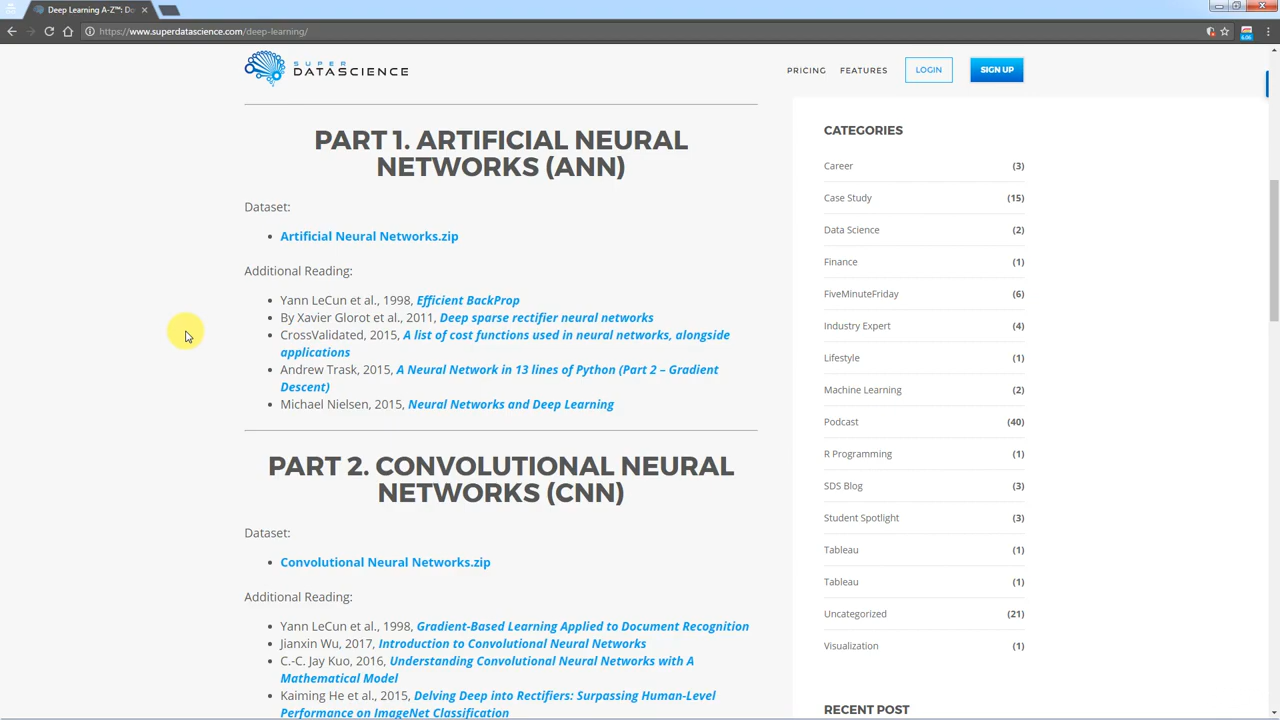 Deep Learning A-Z™: De
https://www.superdatascience.com/deep-learning/
SUPER
DATASCIENCE
PRICING
FEATURES
LOGIN
SIGN UP
PART 1. ARTIFICIAL NEURAL
NETWORKS (ANN)
Dataset:
Artificial Neural Networks.zip
Additional Reading:
Yann LeCun et al., 1998, Efficient BackProp
By Xavier Glorot et al., 2011, Deep sparse rectifier neural networks
CrossValidated, 2015, A list of cost functions used in neural networks, alongside
applications
Andrew Trask, 2015, A Neural Network in 13 lines of Python (Part 2 – Gradient
Descent)
Michael Nielsen, 2015, Neural Networks and Deep Learning
PART 2. CONVOLUTIONAL NEURAL
NETWORKS (CNN)
Dataset:
Convolutional Neural Networks.zip
Additional Reading:
Yann LeCun et al., 1998, Gradient-Based Learning Applied to Document Recognition
Jianxin Wu, 2017, Introduction to Convolutional Neural Networks
C.-C. Jay Kuo, 2016, Understanding Convolutional Neural Networks with A
Mathematical Model
Kaiming He et al., 2015, Delving Deep into Rectifiers: Surpassing Human-Level
Performance on ImageNet Classification
CATEGORIES
Career (3)
Case Study (15)
Data Science (2)
Finance (1)
FiveMinuteFriday (6)
Industry Expert (4)
Lifestyle (1)
Machine Learning (2)
Podcast (40)
R Programming (1)
SDS Blog (3)
Student Spotlight (3)
Tableau (1)
Tableau (1)
Uncategorized (21)
Visualization (1)
RECENT POST